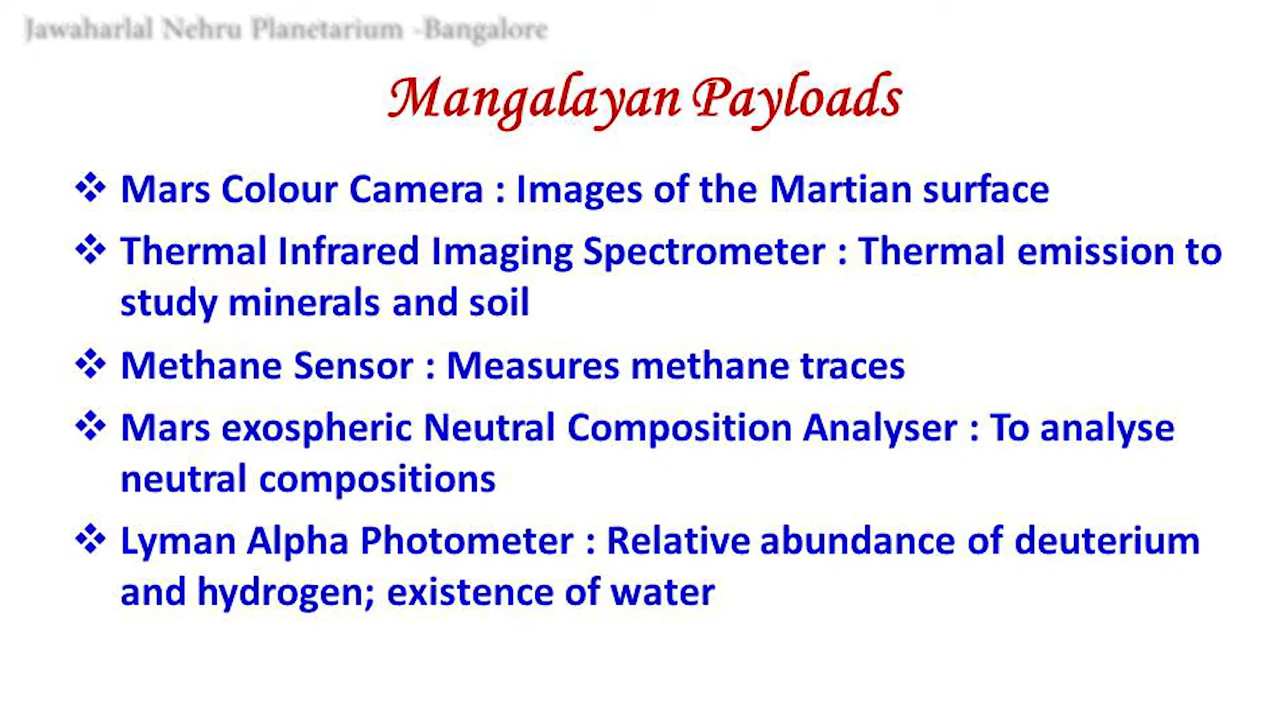 Jawaharlal Nehru Planetarium -Bangalore
Mangalayan Payloads
❖ Mars Colour Camera : Images of the Martian surface
❖ Thermal Infrared Imaging Spectrometer : Thermal emission to
study minerals and soil
❖ Methane Sensor : Measures methane traces
❖ Mars exospheric Neutral Composition Analyser : To analyse
neutral compositions
❖ Lyman Alpha Photometer : Relative abundance of deuterium
and hydrogen; existence of water